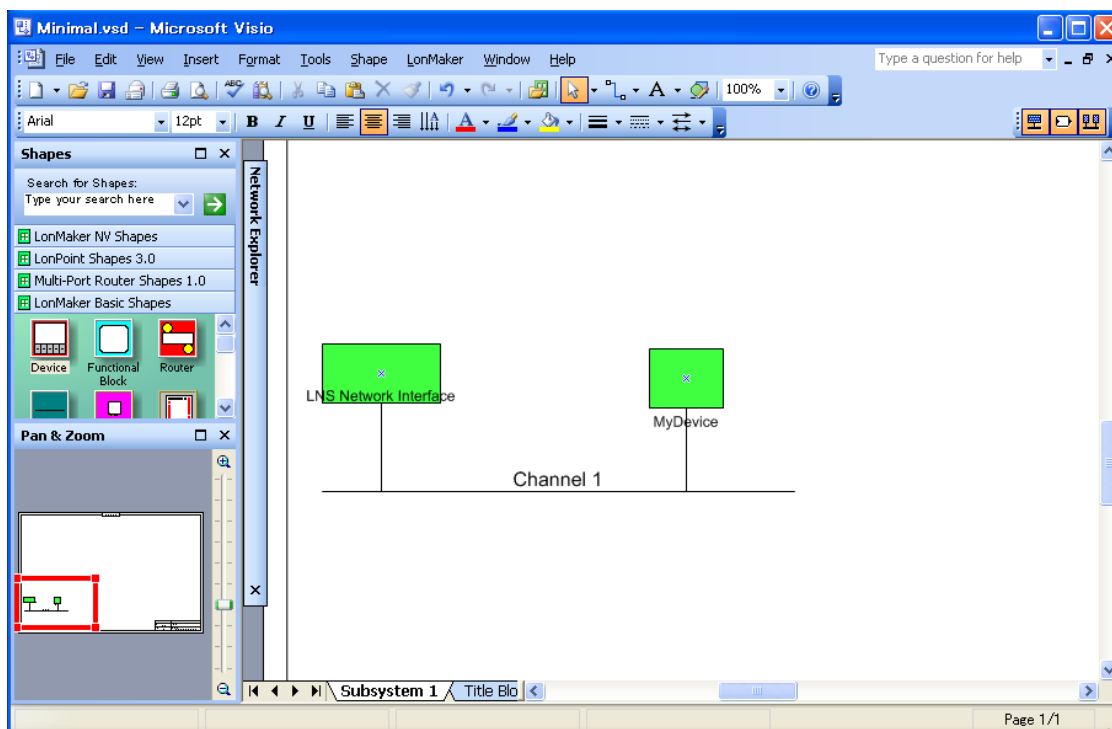 Minimal.vsd - Microsoft Visio
File Edit View Insert Format Tools Shape LonMaker Window Help
Type a question for help
ABC
A 100%
Arial 12pt B I U A
Shapes
Search for Shapes:
Type your search here
LonMaker NV Shapes
LonPoint Shapes 3.0
Multi-Port Router Shapes 1.0
LonMaker Basic Shapes
Device
Functional
Block
Router
Pan & Zoom
Network Explorer
LNS Network Interface
MyDevice
Channel 1
Subsystem 1
Title Blo
Page 1/1